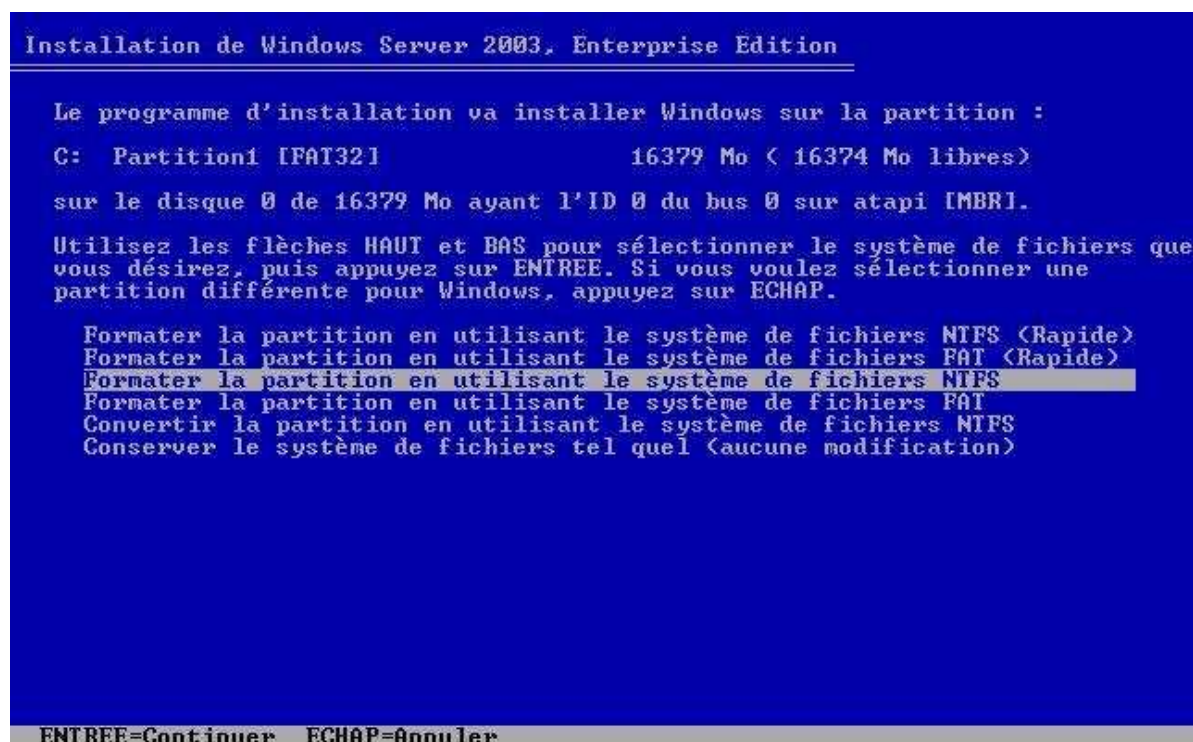 Installation de Windows Server 2003, Enterprise Edition
Le programme d'installation va installer Windows sur la partition :
C: Partition1 [FAT32] 16379 Mo ( 16374 Mo libres)
sur le disque 0 de 16379 Mo ayant l'ID 0 du bus 0 sur atapi [MBR].
Utilisez les flèches HAUT et BAS pour sélectionner le système de fichiers que
vous désirez, puis appuyez sur ENTREE. Si vous voulez sélectionner une
partition différente pour Windows, appuyez sur ECHAP.
Formater la partition en utilisant le système de fichiers NTFS (Rapide)
Formater la partition en utilisant le système de fichiers FAT (Rapide)
Formater la partition en utilisant le système de fichiers NTFS
Formater la partition en utilisant le système de fichiers FAT
Convertir la partition en utilisant le système de fichiers NTFS
Conserver le système de fichiers tel quel (aucune modification)
ENTREE=Continuer ECHAP=Annuler